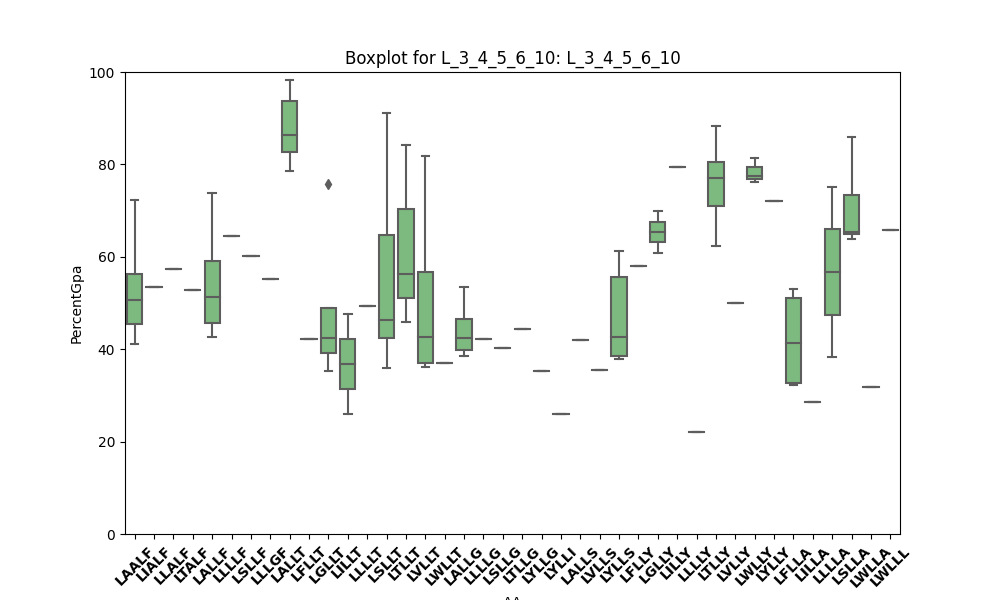 Boxplot for L_3_4_5_6_10: L_3_4_5_6_10
PercentGpa
100
80
60
40
20
0
LAALF
LIALF
LLALF
LTALF
LALLF
LLLLF
LSLLF
LLLGF
LALLT
LFLLT
LGLLT
LILLT
LLLLT
LSLLT
LTLLT
LVLLT
LWLLT
LALLG
LLLLG
LSLLG
LTLLG
LYLLG
LYLLI
LALLS
LVLLS
LYLLS
LFLLY
LGLLY
LILLY
LLLLY
LTLLY
LVLLY
LWLLY
LYLLY
LFLLA
LILLA
LLLLA
LSLLA
LWLLA
LWLLL